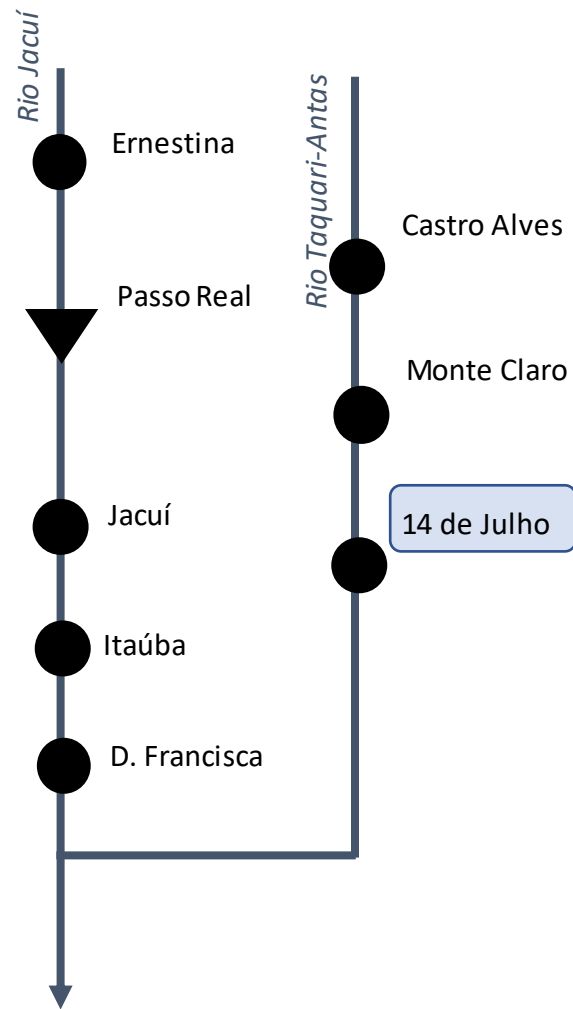 Rio Jacuí
Ernestina
Passo Real
Jacuí
Itaúba
D. Francisca
Rio Taquari-Antas
Castro Alves
Monte Claro
14 de Julho